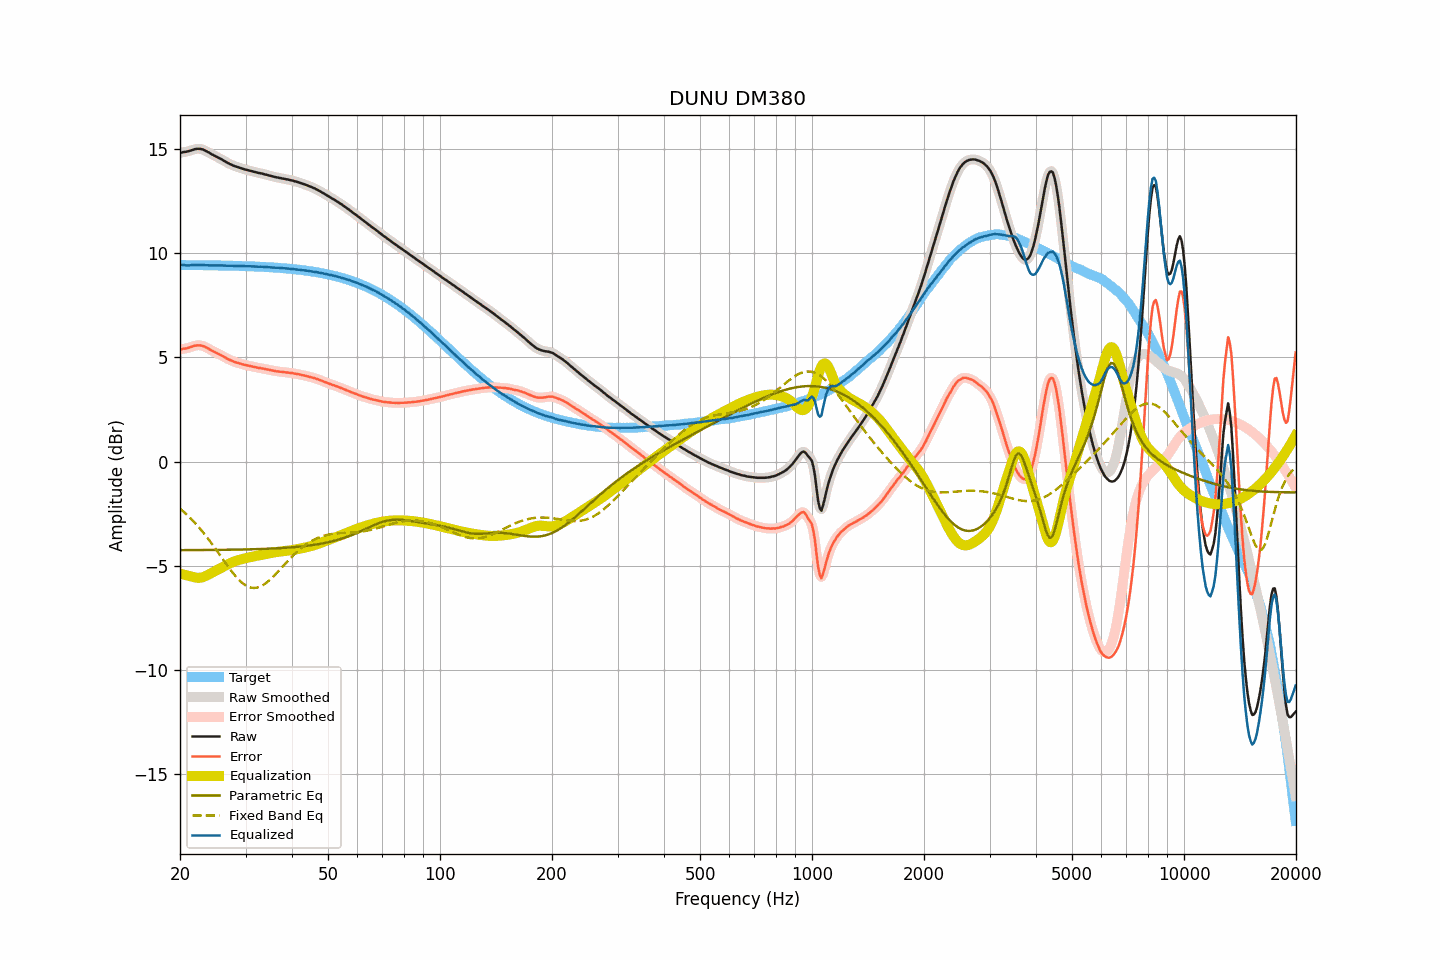 DUNU DM380
15
10
5
0
−5
−10
−15
Amplitude (dBr)
Target
Raw Smoothed
Error Smoothed
Raw
Error
Equalization
Parametric Eq
Fixed Band Eq
Equalized
20 50 100 200 500 1000 2000 5000 10000 20000
Frequency (Hz)